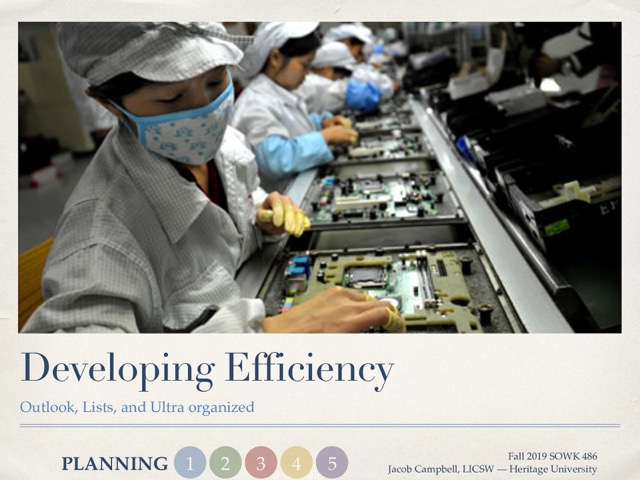 Developing Efficiency
Outlook, Lists, and Ultra organized
PLANNING 1 2 3 4 5
Fall 2019 SOWK 486
Jacob Campbell, LICSW — Heritage University